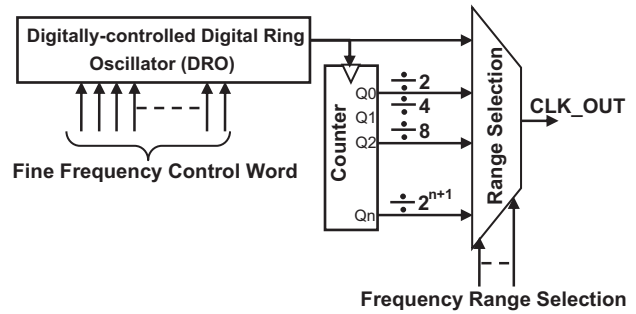 Digitally-controlled Digital Ring
Oscillator (DRO)
Fine Frequency Control Word
Counter
Q0
Q1
Q2
Qn
÷ 2
÷ 4
÷ 8
÷ 2^{n+1}
Range Selection
CLK_OUT
Frequency Range Selection